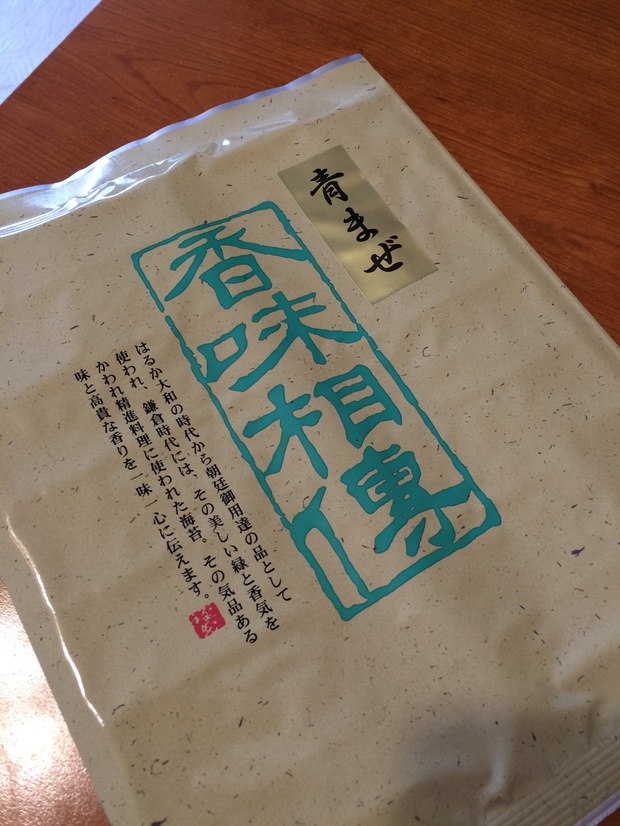 青まぜ
香味相傳
はるか大和の時代から朝廷御用達の品として
使われ、鎌倉時代には、その美しい緑と香気を
かわれ精進料理に使われた海苔。その気品ある
味と高貴な香りを一味一心に伝えます。